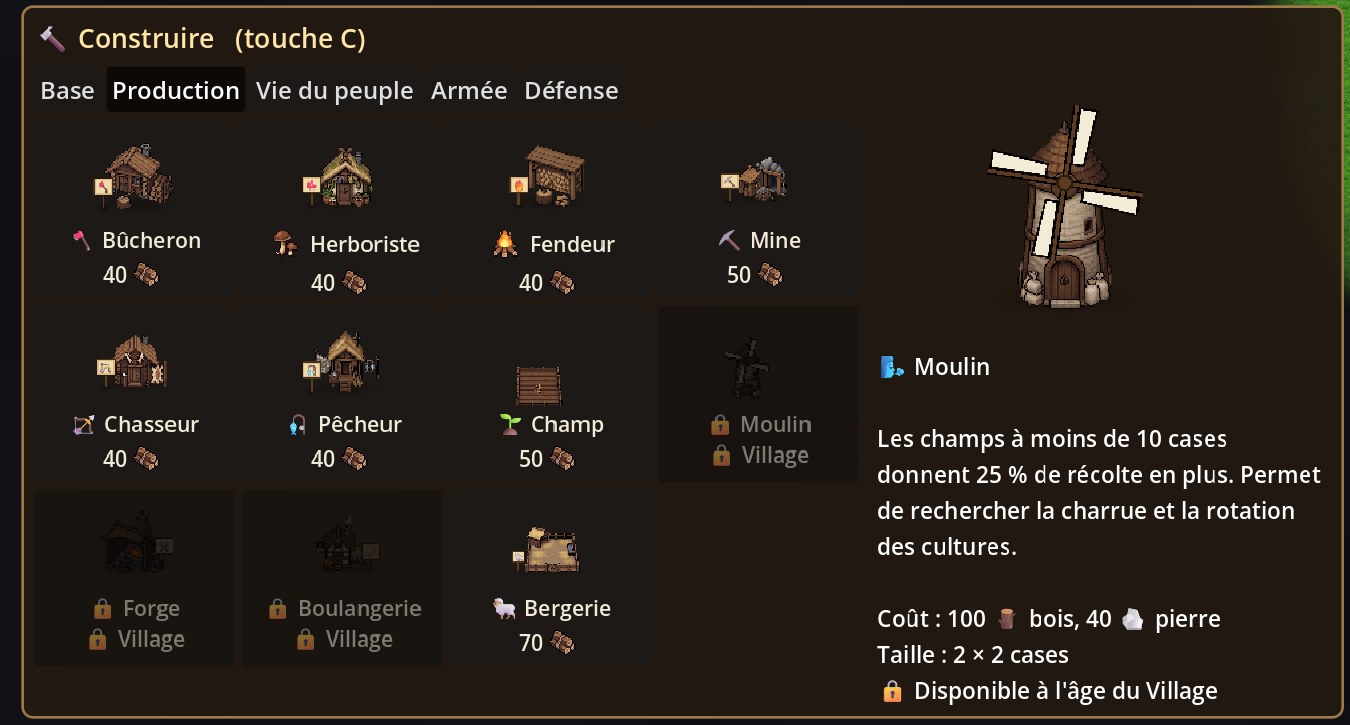 Construire (touche C)
Base Production Vie du peuple Armée Défense
Bûcheron
40
Herboriste
40
Fendeur
40
Mine
50
Chasseur
40
Pêcheur
40
Champ
50
Moulin
Village
Forge
Village
Boulangerie
Village
Bergerie
70
Moulin
Les champs à moins de 10 cases
donnent 25 % de récolte en plus. Permet
de rechercher la charrue et la rotation
des cultures.
Coût : 100 bois, 40 pierre
Taille : 2 × 2 cases
Disponible à l'âge du Village